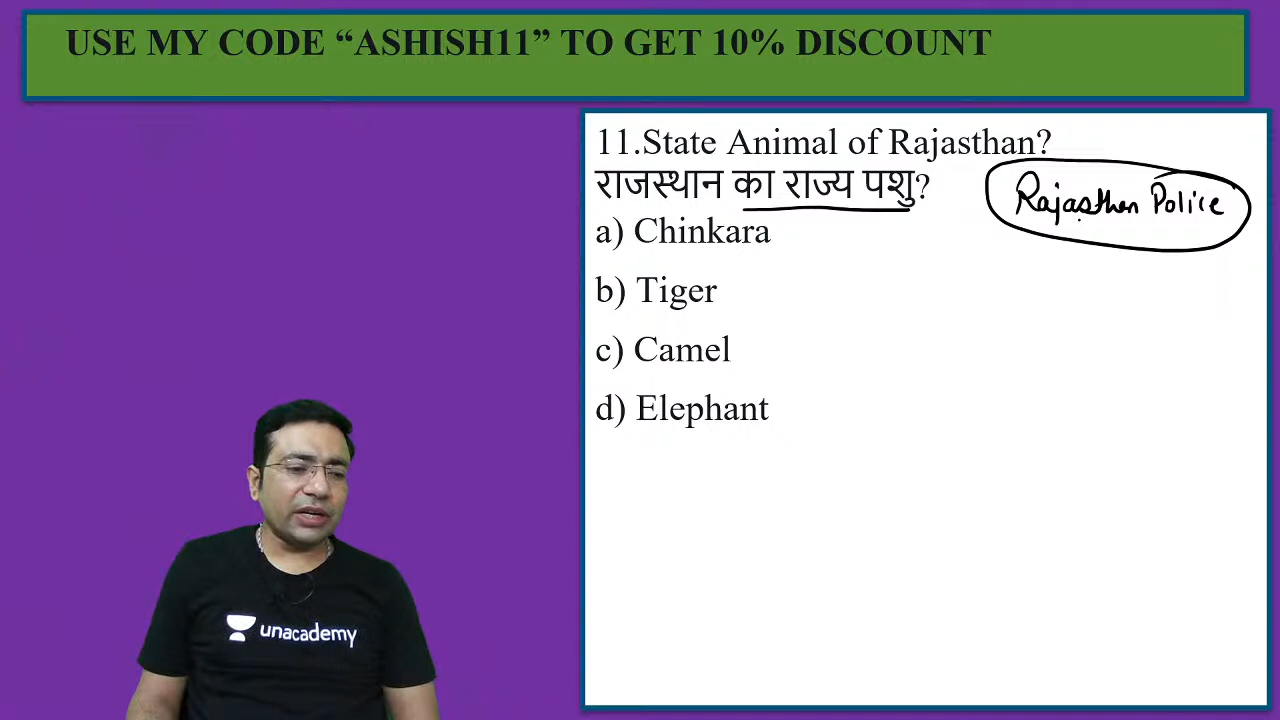 USE MY CODE “ASHISH11” TO GET 10% DISCOUNT
11.State Animal of Rajasthan?
राजस्थान का राज्य पशु?
Rajasthan Police
a) Chinkara
b) Tiger
c) Camel
d) Elephant
unacademy